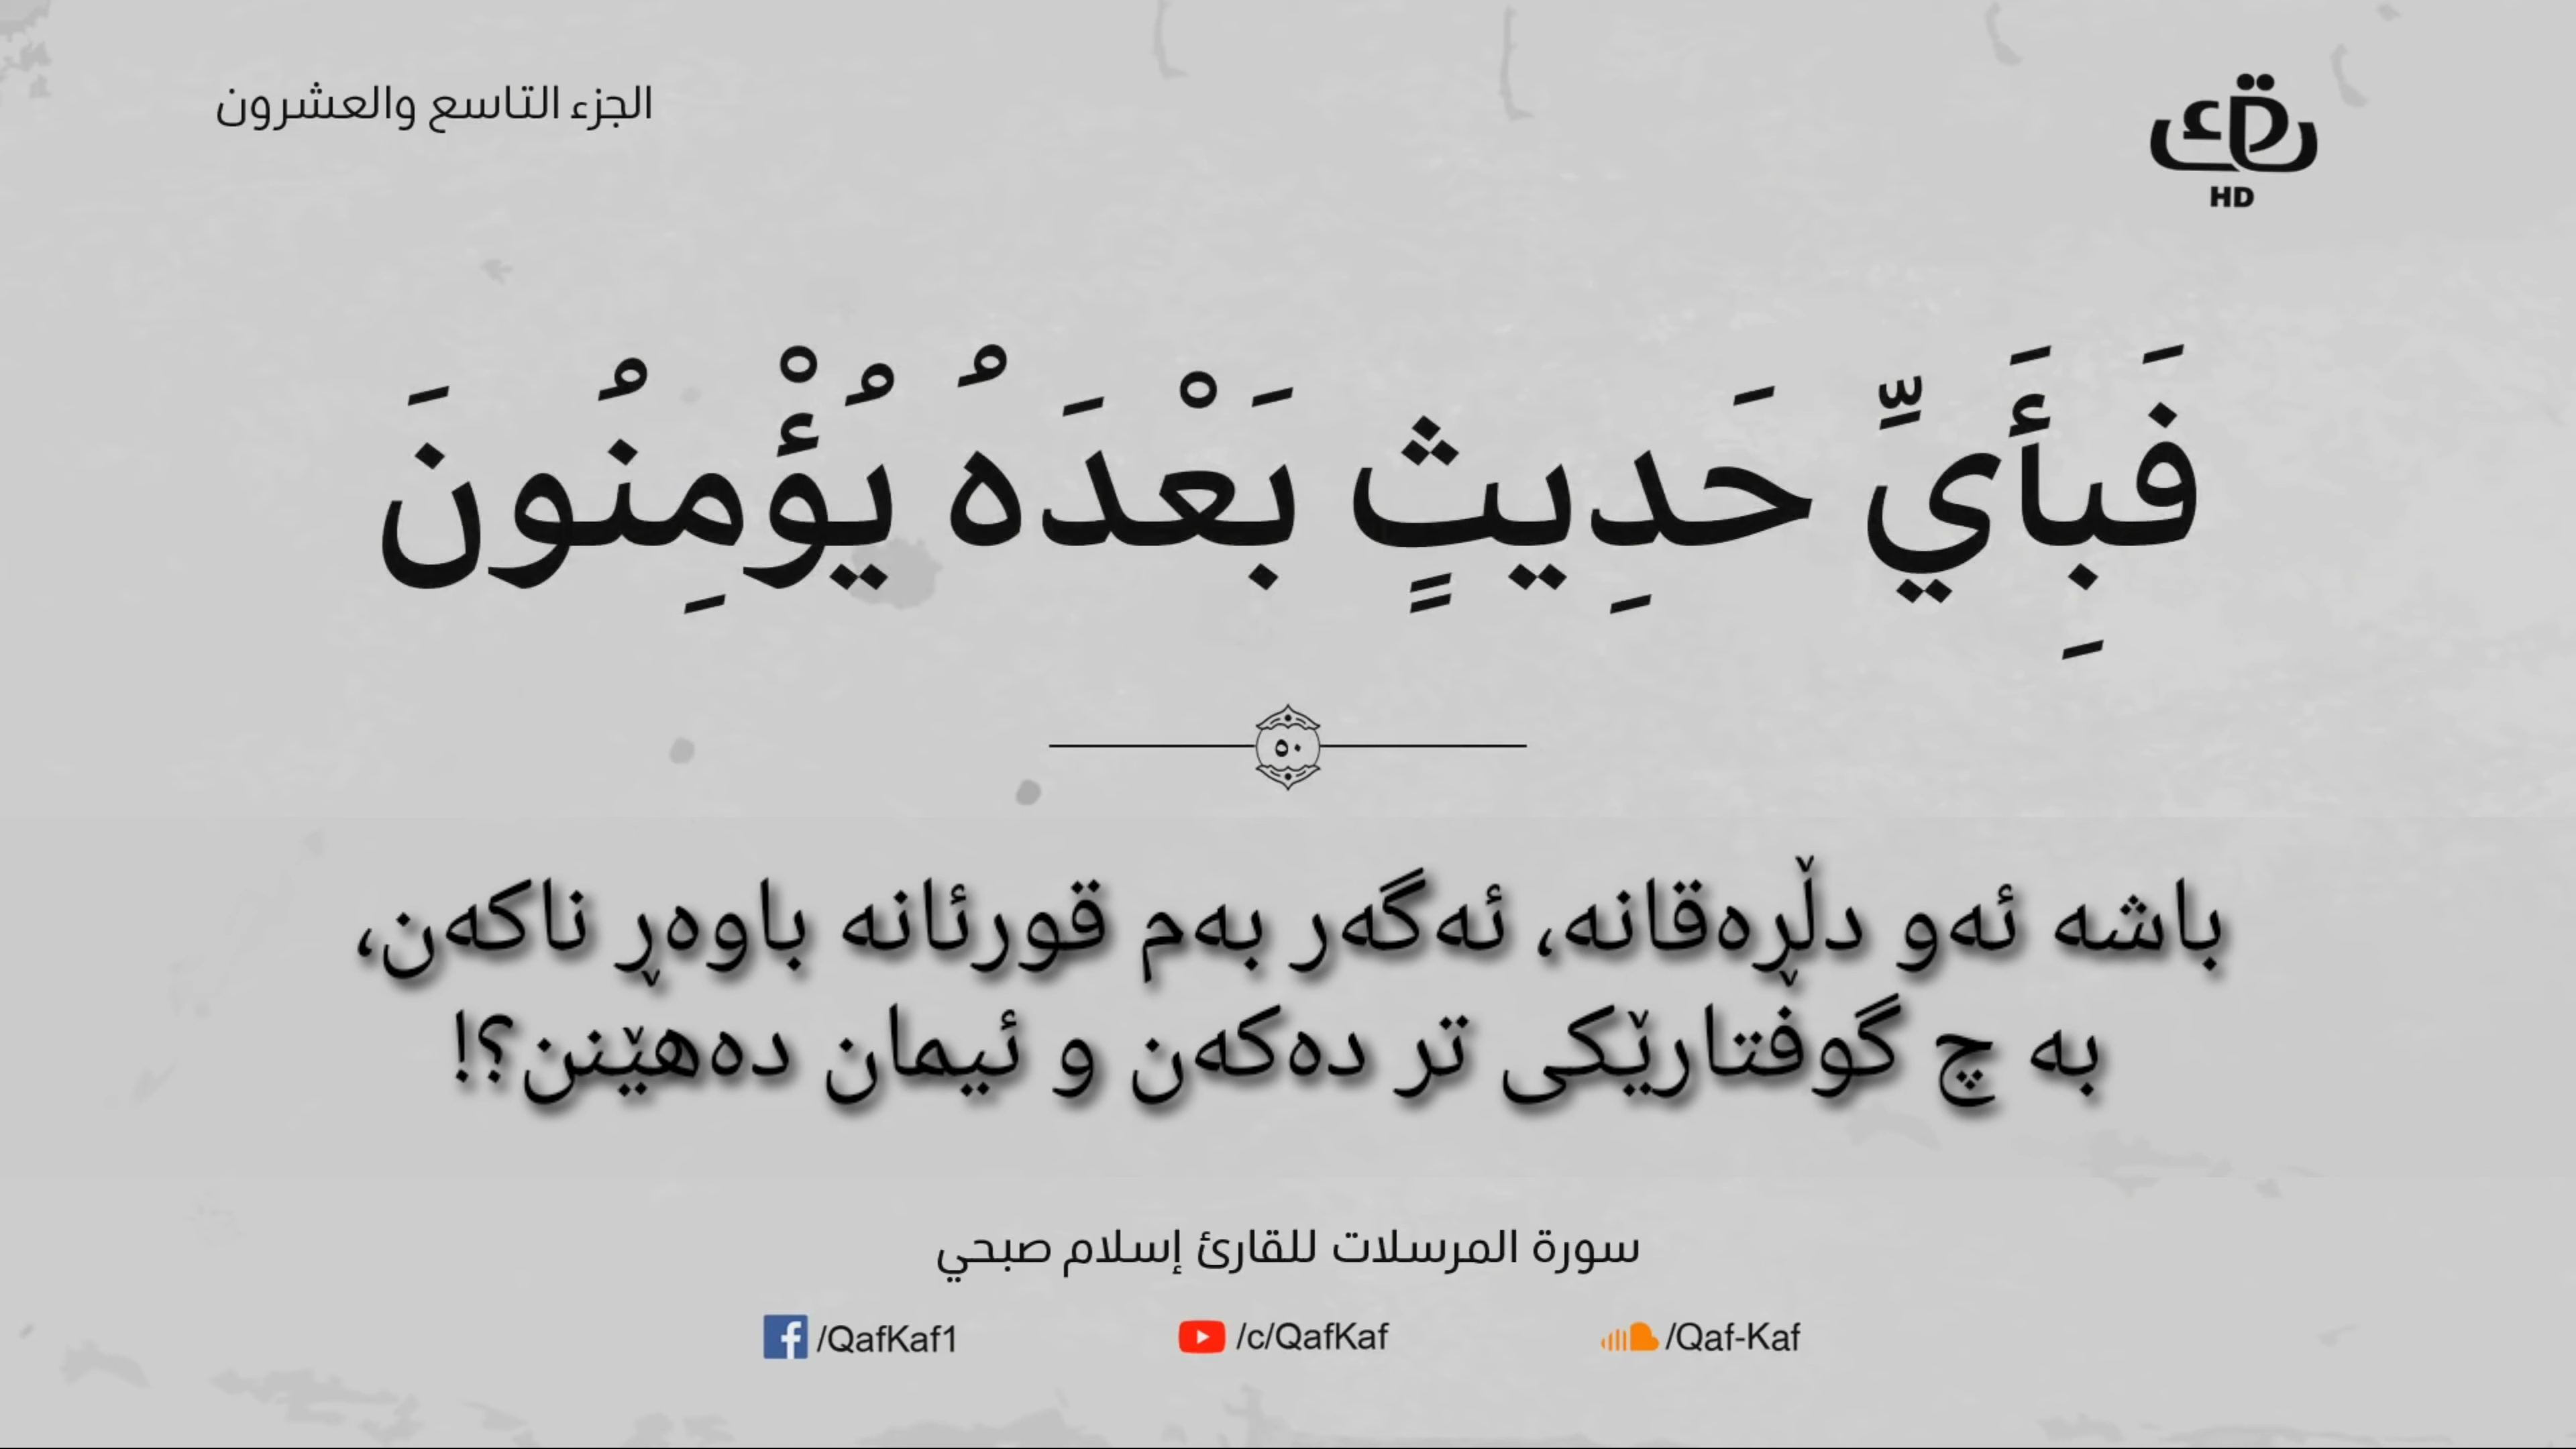 الجزء التاسع والعشرون
ق ك
HD
فَبِأَيِّ حَدِيثٍ بَعْدَهُ يُؤْمِنُونَ
٥٠
باشە ئەو دڵڕەقانە، ئەگەر بەم قورئانە باوەڕ ناکەن،
بە چ گوفتارێکی تر دەکەن و ئیمان دەهێنن؟!
سورة المرسلات للقارئ إسلام صبحي
/QafKaf1 /c/QafKaf /Qaf-Kaf